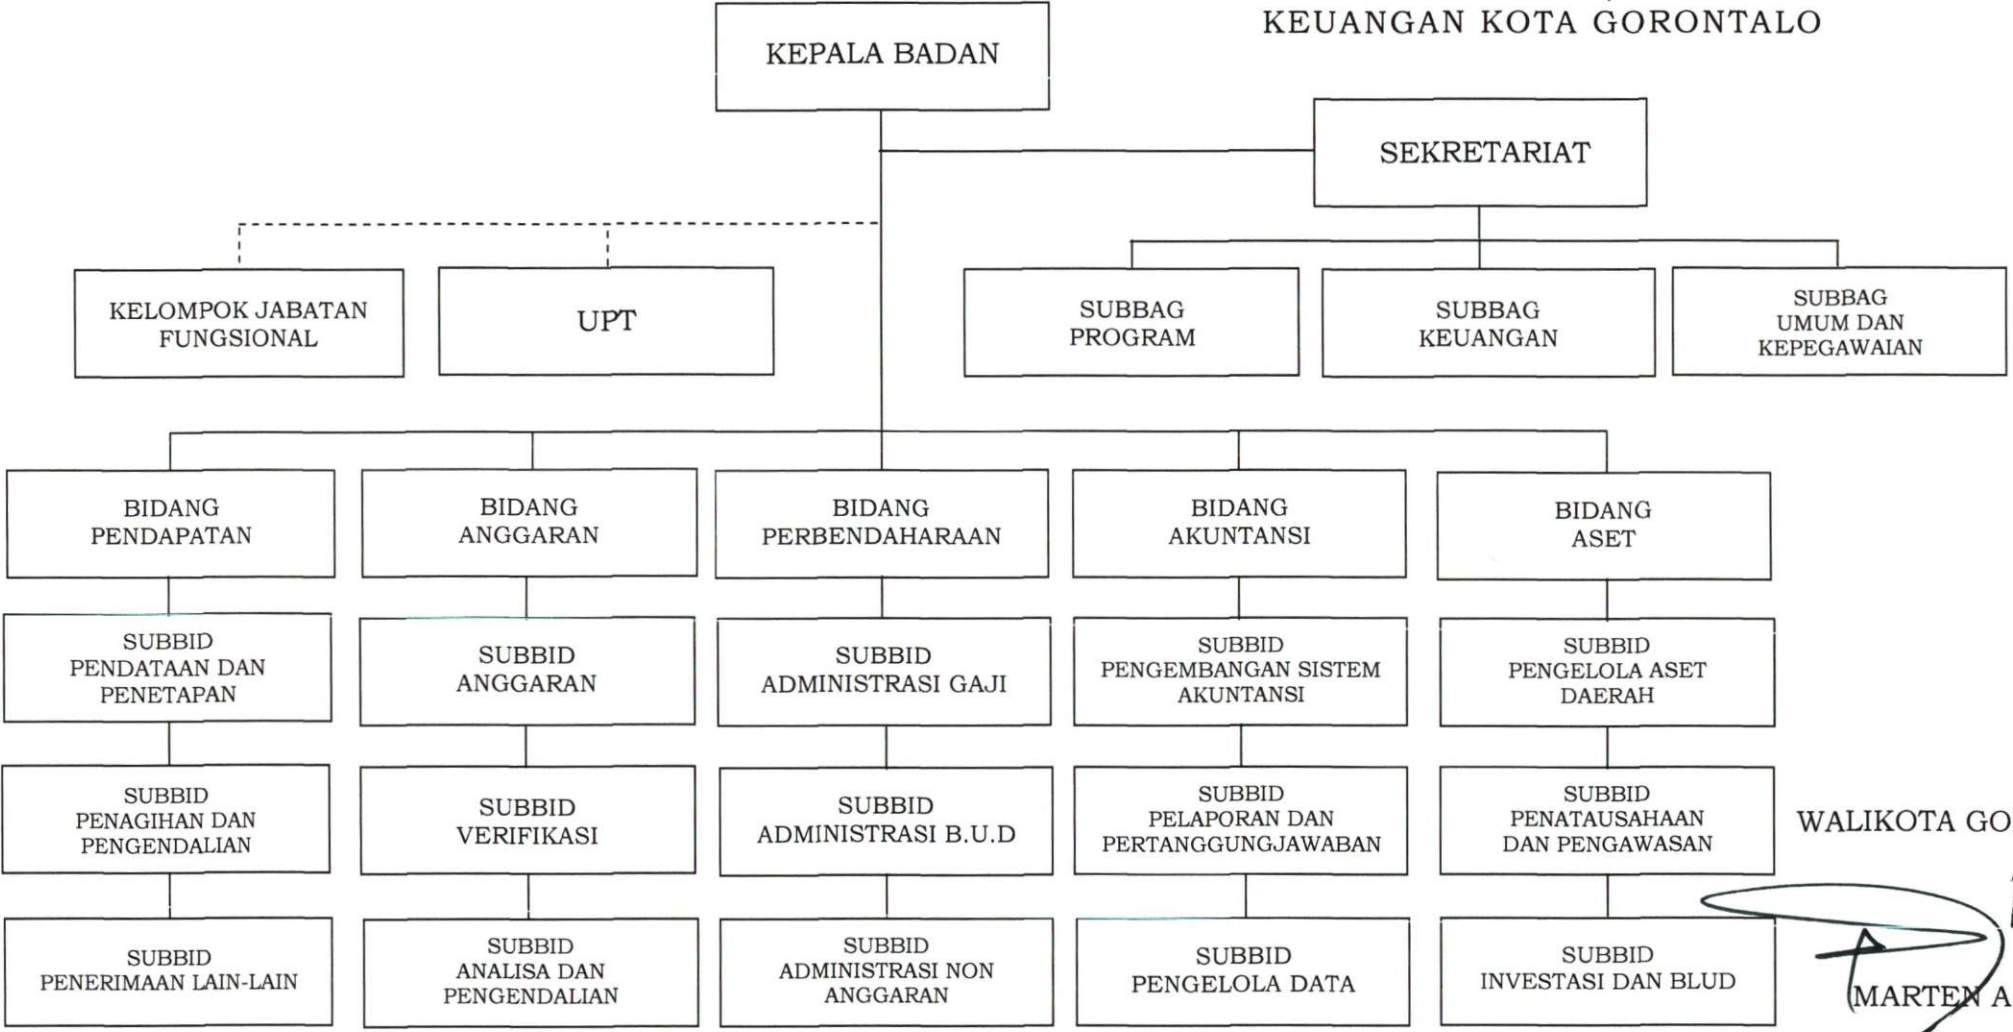 KEUANGAN KOTA GORONTALO
KEPALA BADAN
SEKRETARIAT
KELOMPOK JABATAN
FUNGSIONAL
UPT
SUBBAG
PROGRAM
SUBBAG
KEUANGAN
SUBBAG
UMUM DAN
KEPEGAWAIAN
BIDANG
PENDAPATAN
BIDANG
ANGGARAN
BIDANG
PERBENDAHARAAN
BIDANG
AKUNTANSI
BIDANG
ASET
SUBBID
PENDATAAN DAN
PENETAPAN
SUBBID
ANGGARAN
SUBBID
ADMINISTRASI GAJI
SUBBID
PENGEMBANGAN SISTEM
AKUNTANSI
SUBBID
PENGELOLA ASET
DAERAH
SUBBID
PENAGIHAN DAN
PENGENDALIAN
SUBBID
VERIFIKASI
SUBBID
ADMINISTRASI B.U.D
SUBBID
PELAPORAN DAN
PERTANGGUNGJAWABAN
SUBBID
PENATAUSAHAAN
DAN PENGAWASAN
WALIKOTA GO
SUBBID
PENERIMAAN LAIN-LAIN
SUBBID
ANALISA DAN
PENGENDALIAN
SUBBID
ADMINISTRASI NON
ANGGARAN
SUBBID
PENGELOLA DATA
SUBBID
INVESTASI DAN BLUD
MARTEN A